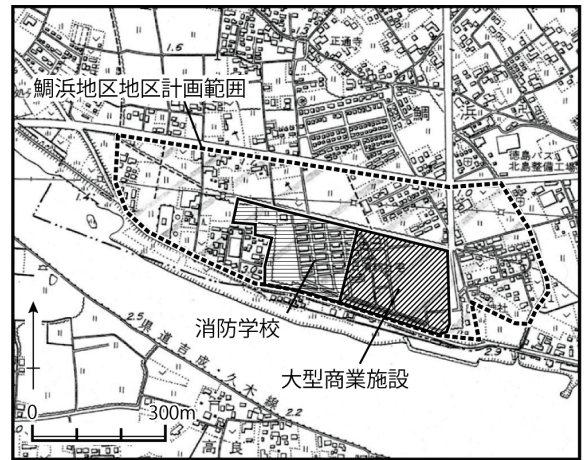 1.6
正通寺
鯛浜地区地区計画範囲
鯛
浜
徳島バス
北島整備工場
消防学校
大型商業施設
2.5
県道吉成・久木線
2.9
2.2
0
300m
高良